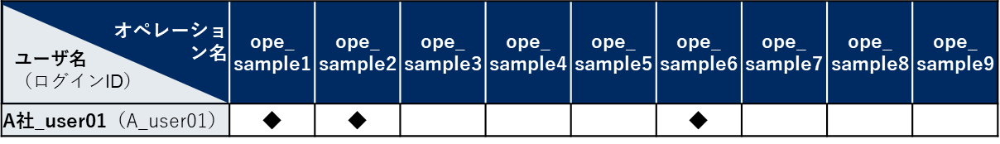 オペレーショ
ン名
ユーザ名
（ログインID）
ope_
sample1
ope_
sample2
ope_
sample3
ope_
sample4
ope_
sample5
ope_
sample6
ope_
sample7
ope_
sample8
ope_
sample9
A社_user01（A_user01） ◆ ◆ ◆